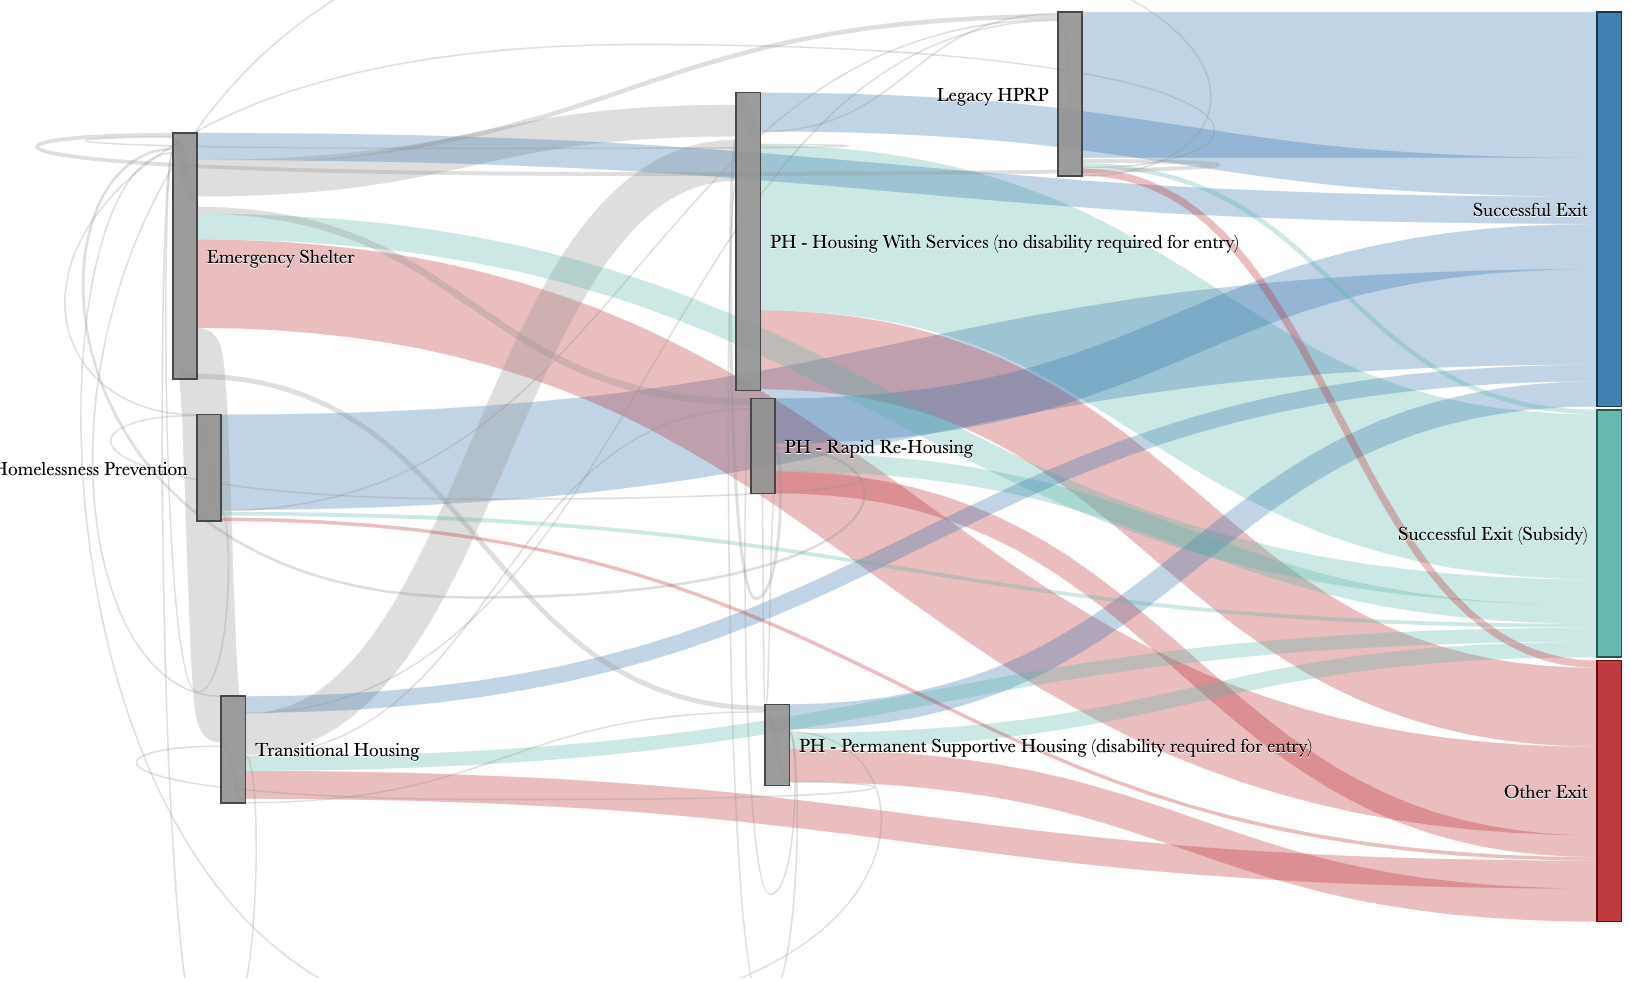 Legacy HPRP
Successful Exit
PH - Housing With Services (no disability required for entry)
Emergency Shelter
PH - Rapid Re-Housing
Homelessness Prevention
Successful Exit (Subsidy)
PH - Permanent Supportive Housing (disability required for entry)
Transitional Housing
Other Exit